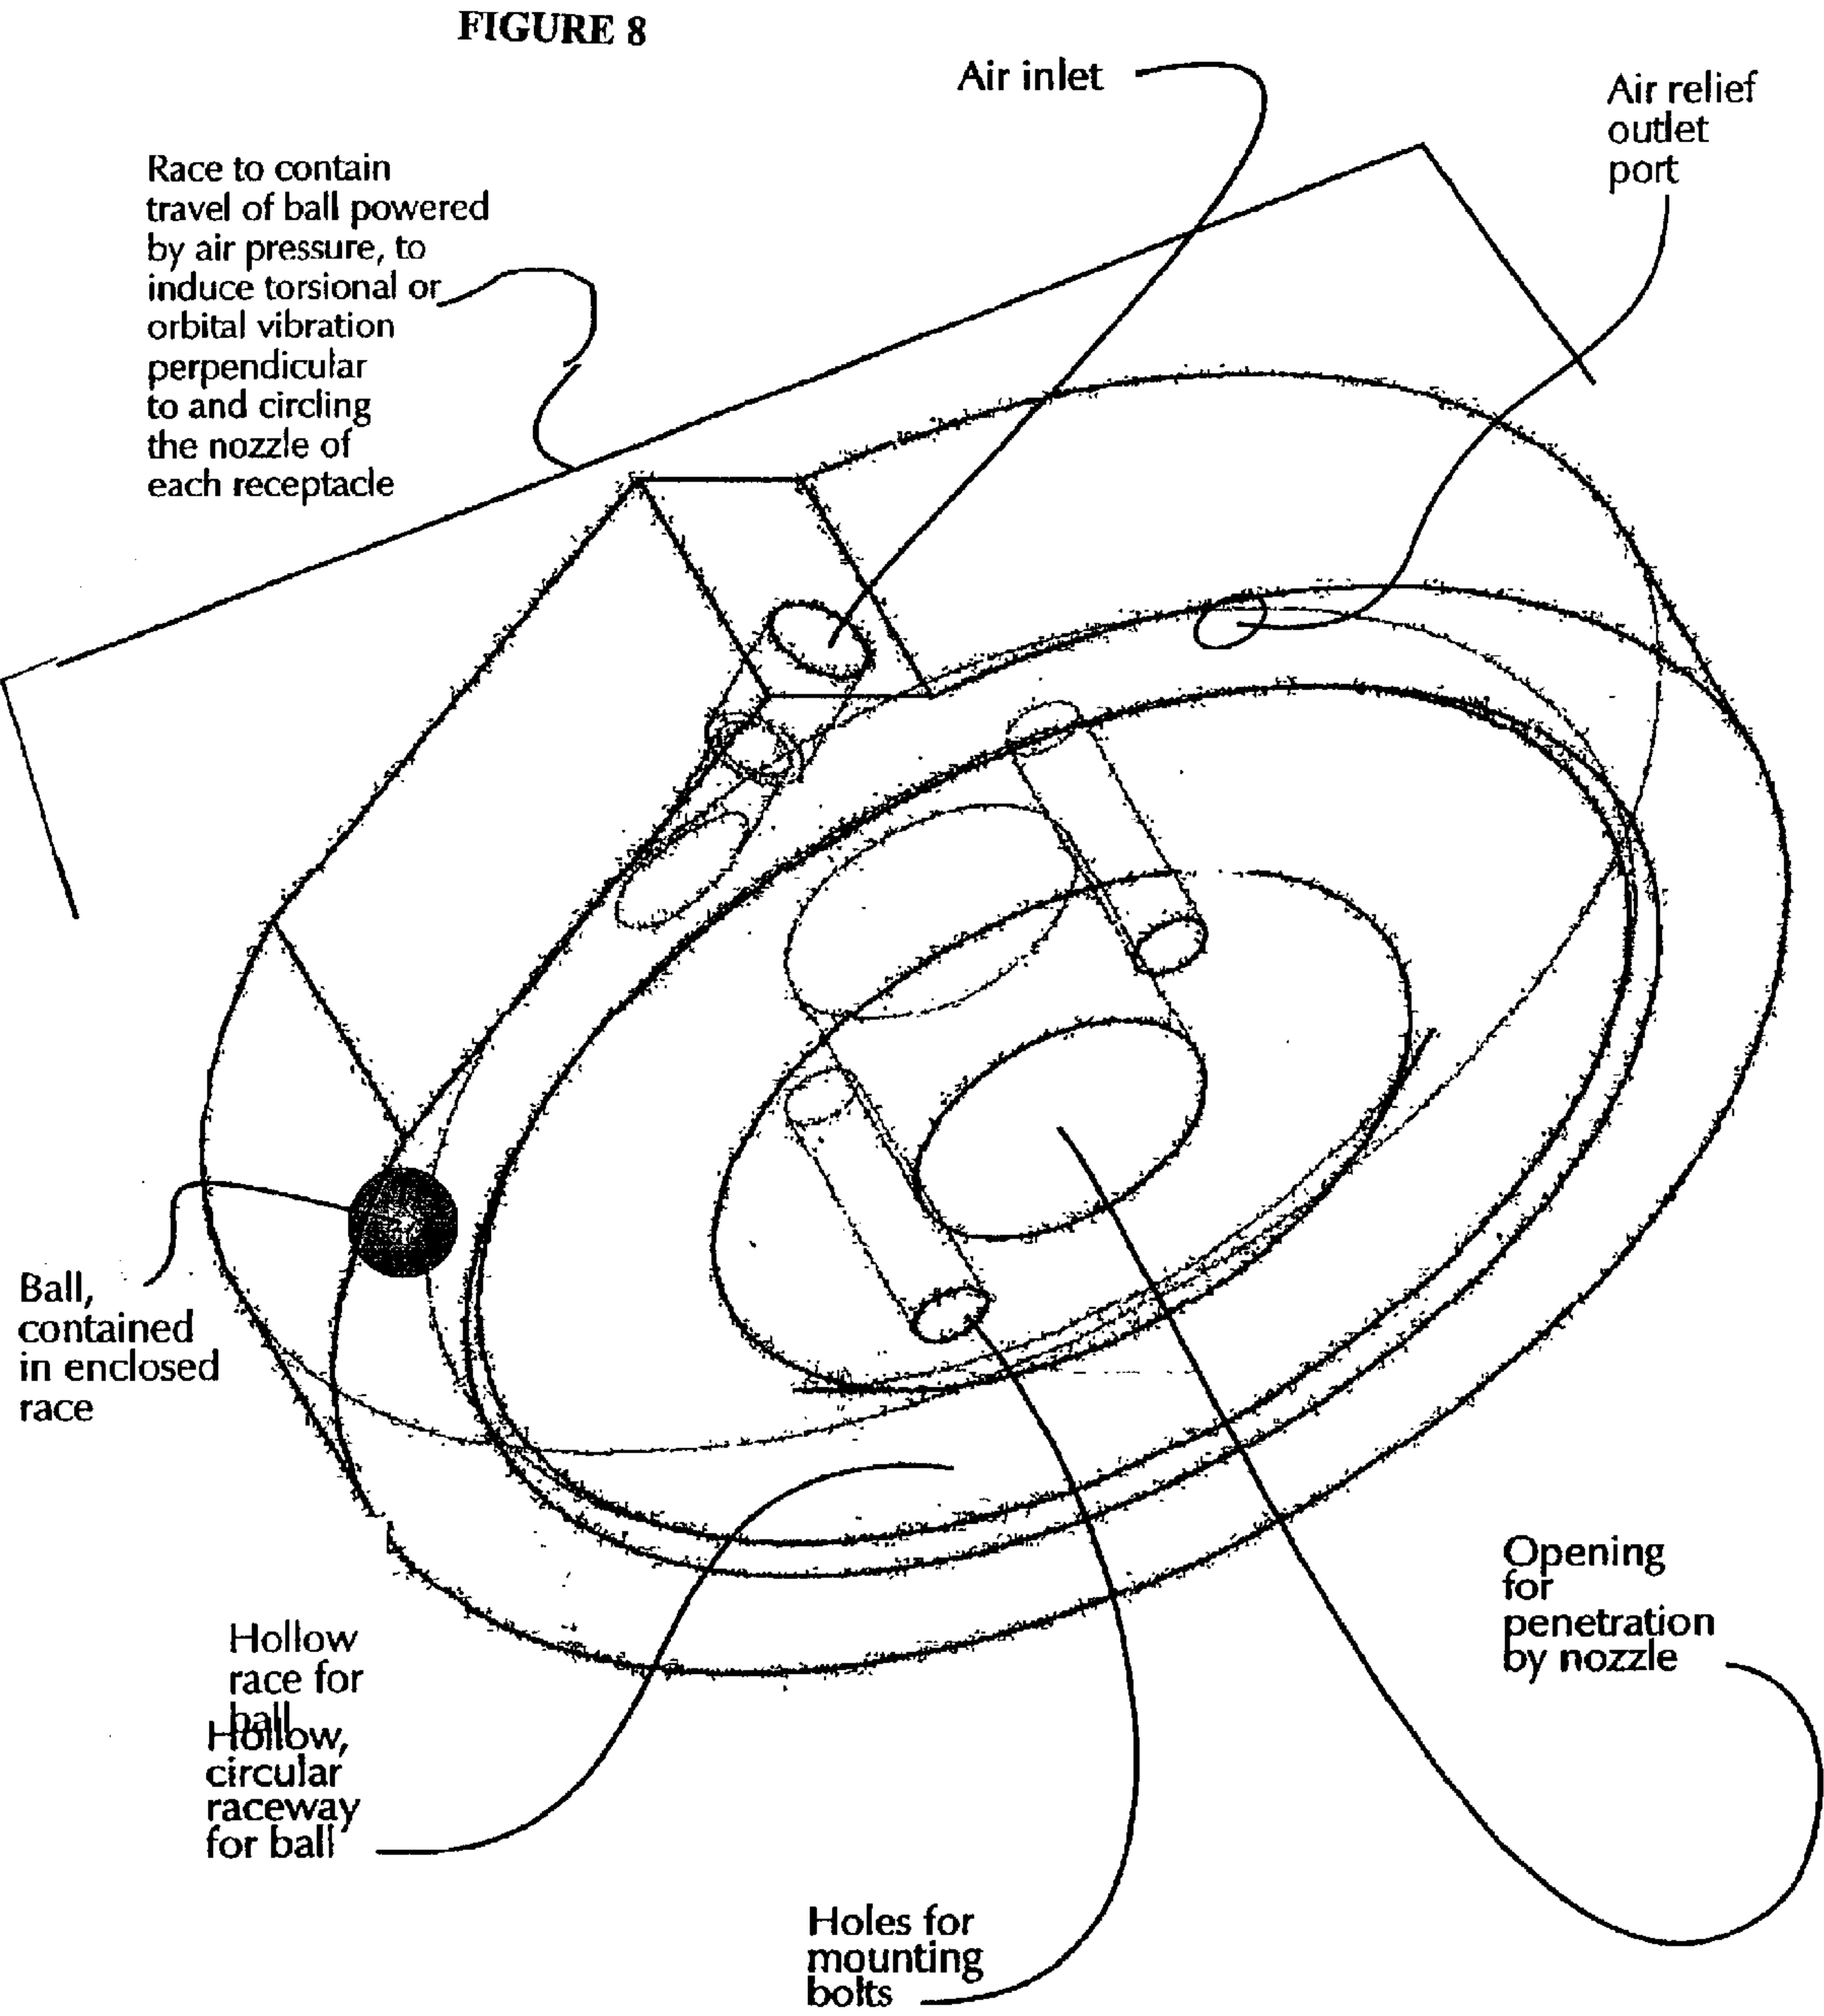 FIGURE 8
Air inlet
Air relief
outlet
port
Race to contain
travel of ball powered
by air pressure, to
induce torsional or
orbital vibration
perpendicular
to and circling
the nozzle of
each receptacle
Ball,
contained
in enclosed
race
Hollow
race for
ball
Hollow,
circular
raceway
for ball
Opening
for
penetration
by nozzle
Holes for
mounting
bolts